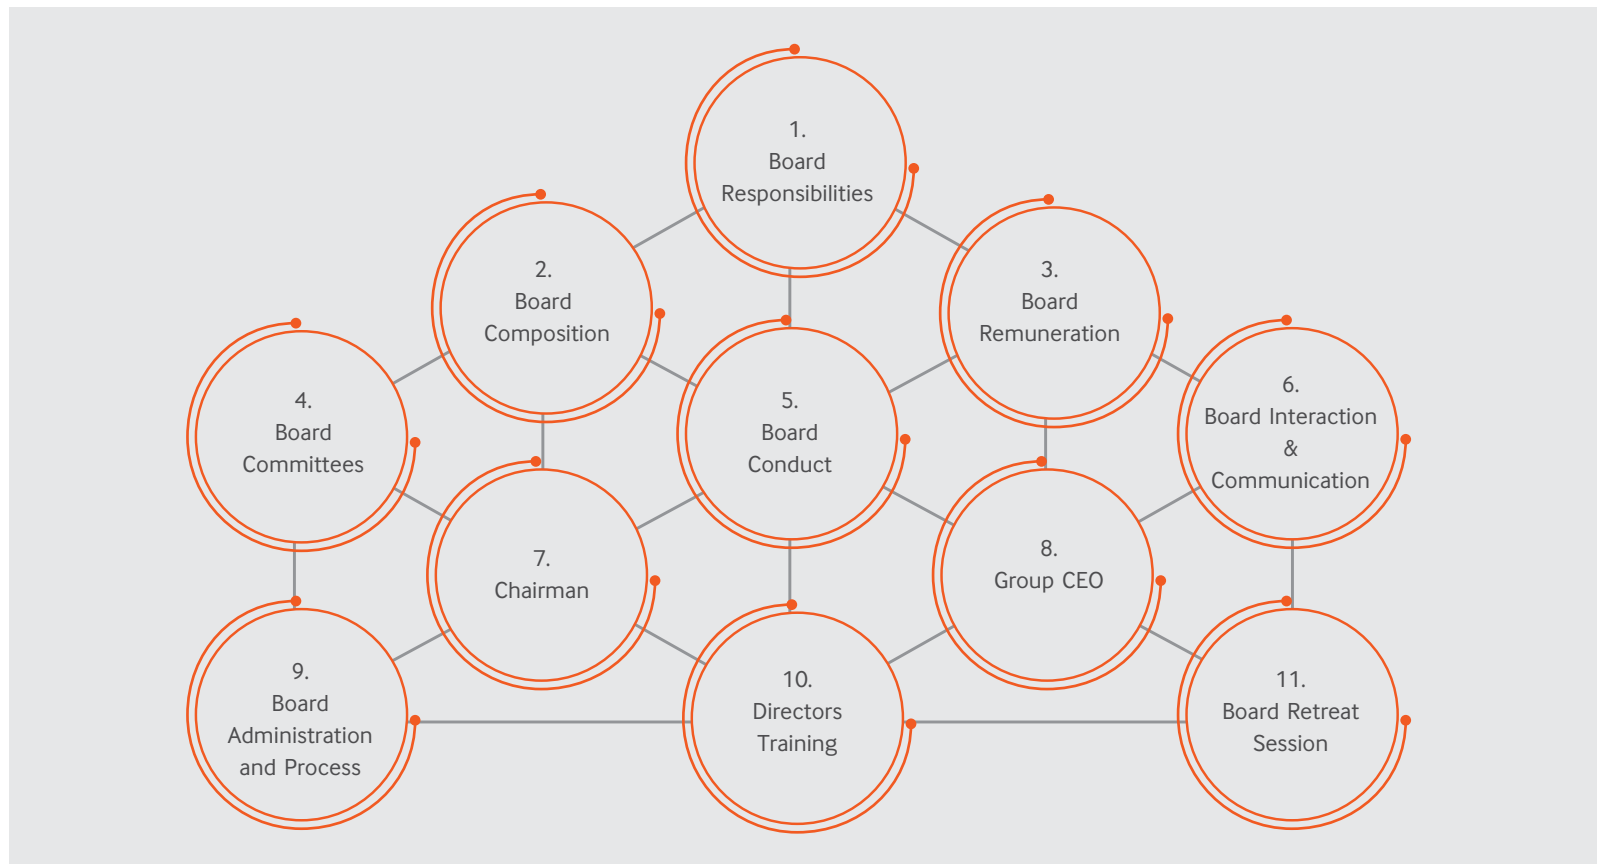 1.
Board
Responsibilities
2.
Board
Composition
3.
Board
Remuneration
4.
Board
Committees
5.
Board
Conduct
6.
Board Interaction
&
Communication
7.
Chairman
8.
Group CEO
9.
Board
Administration
and Process
10.
Directors
Training
11.
Board Retreat
Session